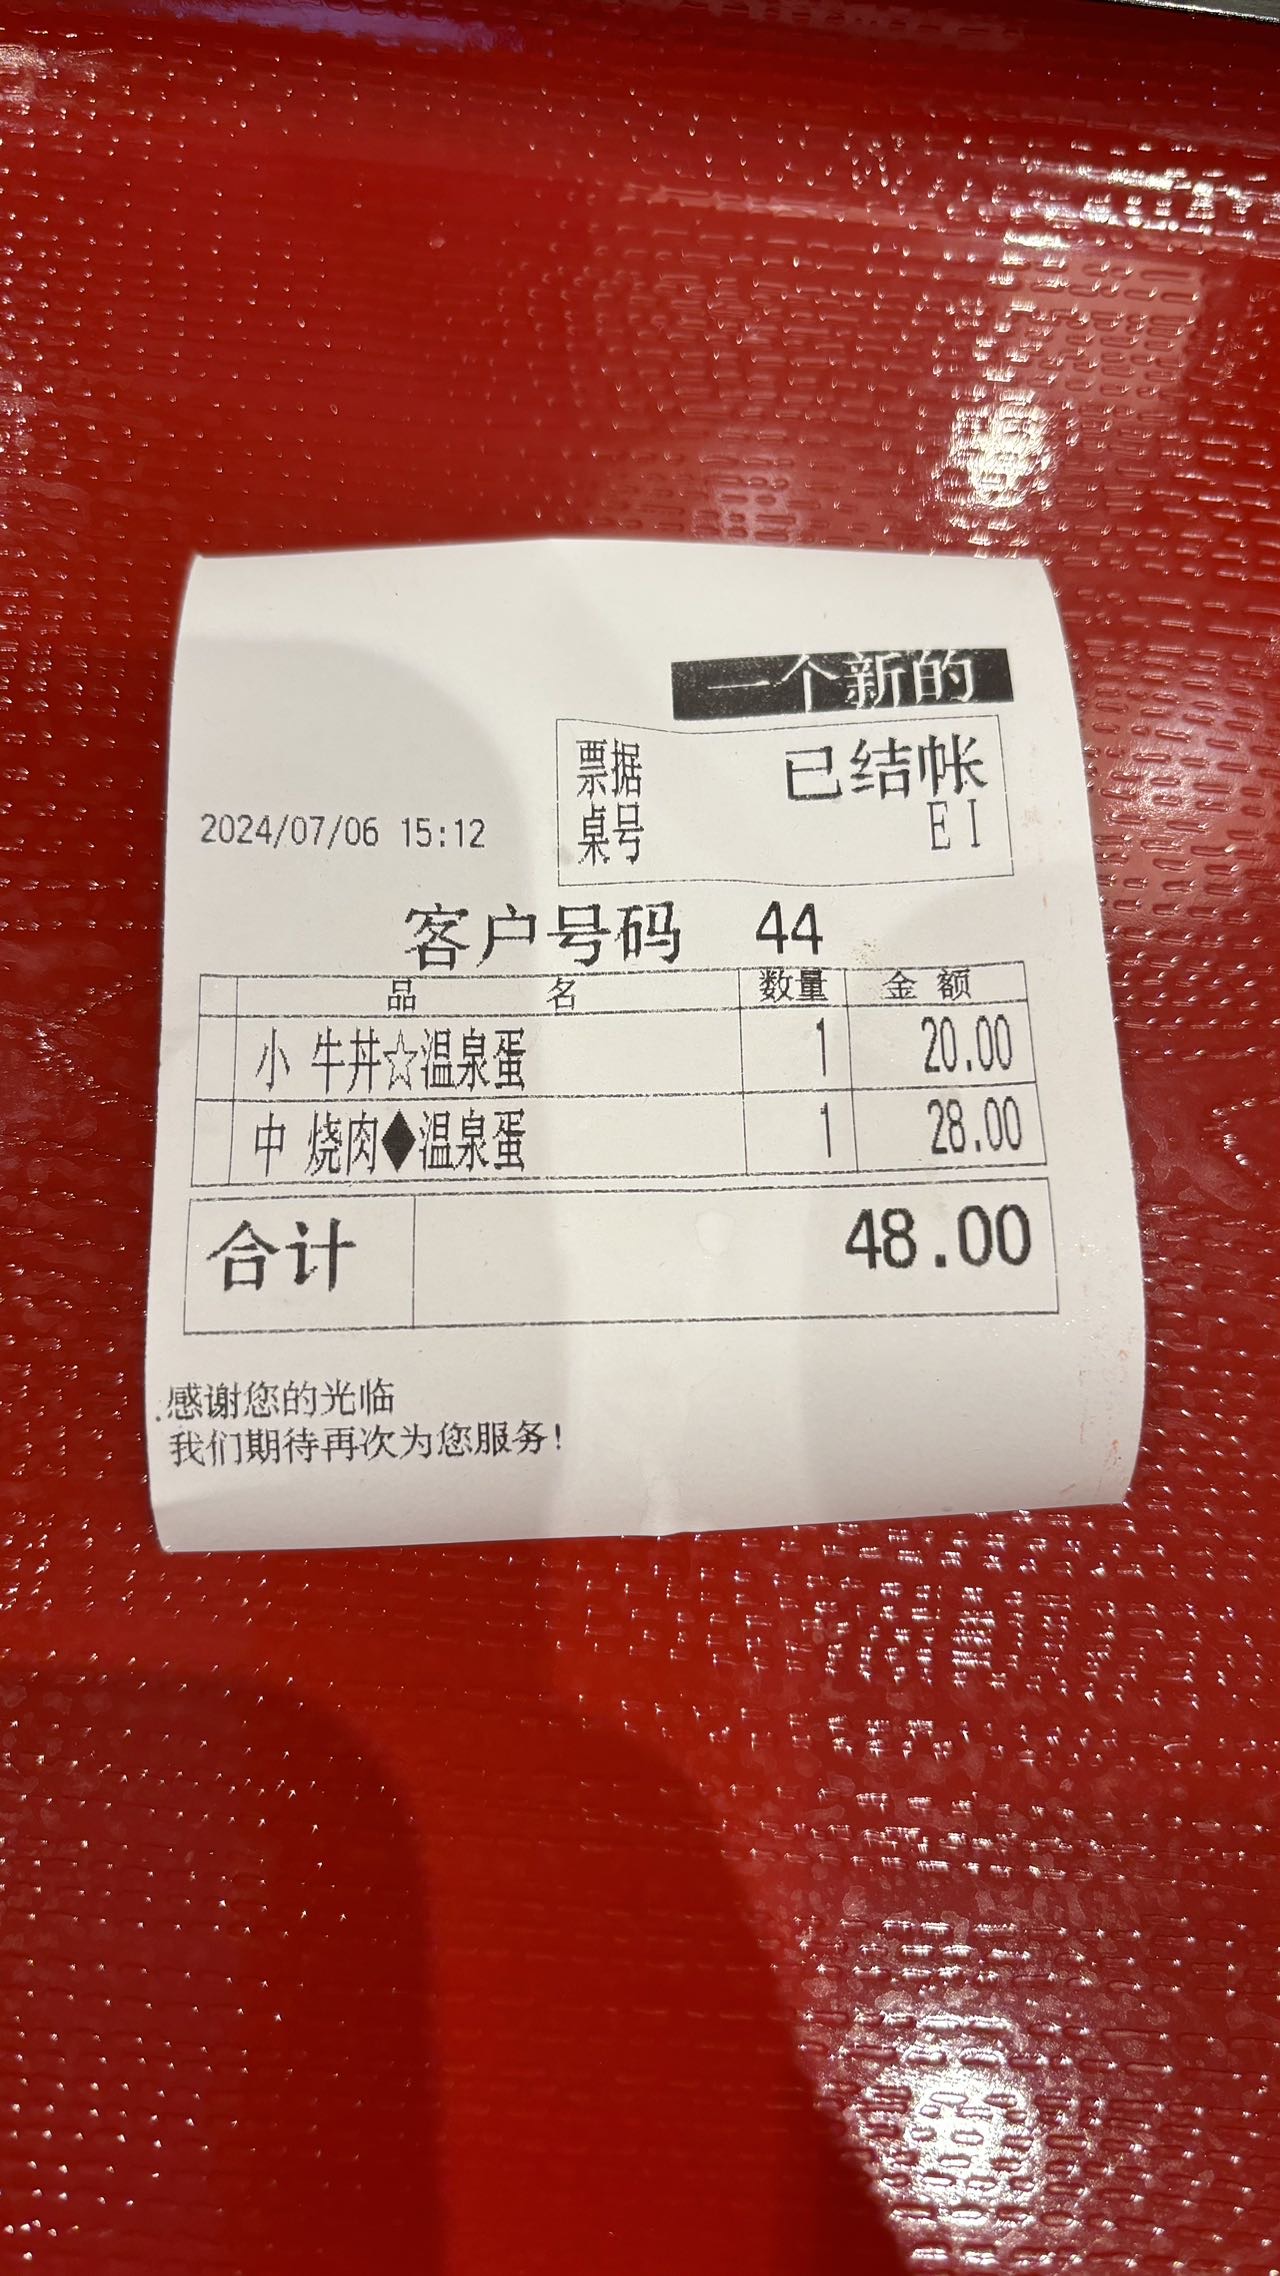 一个新的
票据 已结帐
2024/07/06 15:12 桌号 EI
客户号码 44
品 名 数量 金 额
小 牛丼☆温泉蛋 1 20.00
中 烧肉◆温泉蛋 1 28.00
合计 48.00
感谢您的光临
我们期待再次为您服务!